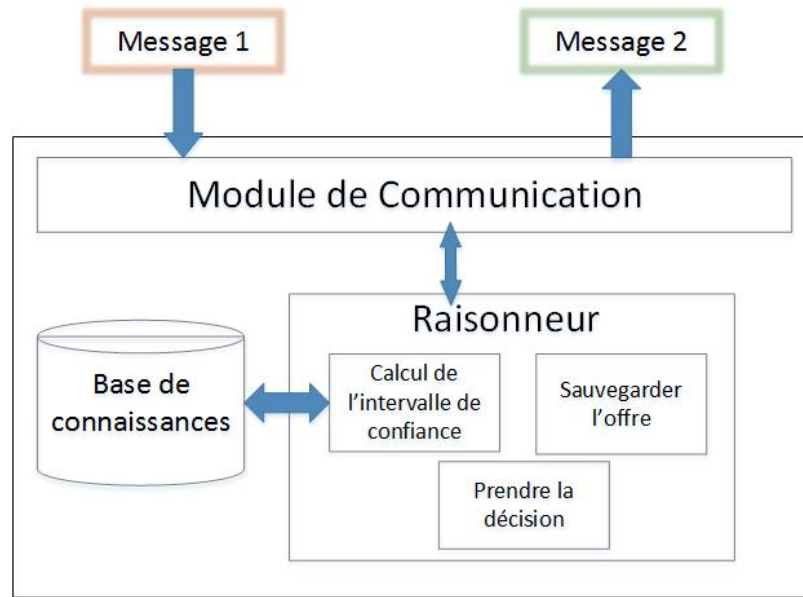 Message 1
Message 2
Module de Communication
Raisonneur
Base de
connaissances
Calcul de
l'intervalle de
confiance
Sauvegarder
l'offre
Prendre la
décision